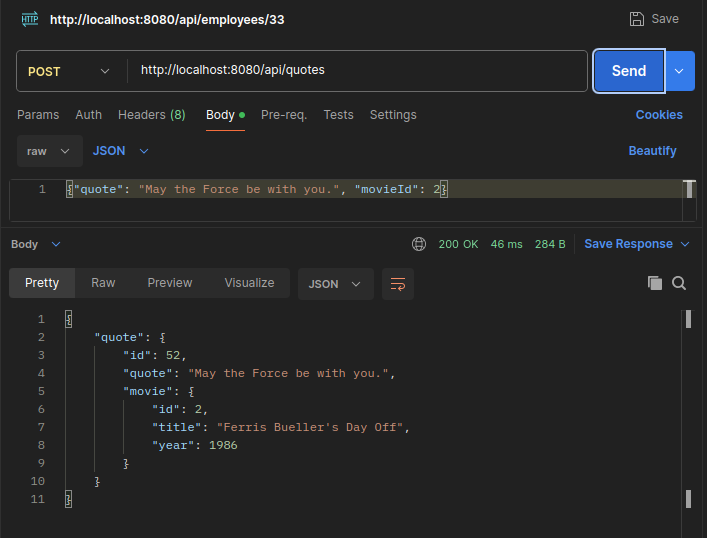 HTTP http://localhost:8080/api/employees/33 Save
POST http://localhost:8080/api/quotes Send
Params Auth Headers (8) Body Pre-req. Tests Settings Cookies
raw JSON Beautify
1 {"quote": "May the Force be with you.", "movieId": 2}
Body 200 OK 46 ms 284 B Save Response
Pretty Raw Preview Visualize JSON
1 {
2 "quote": {
3 "id": 52,
4 "quote": "May the Force be with you.",
5 "movie": {
6 "id": 2,
7 "title": "Ferris Bueller's Day Off",
8 "year": 1986
9 }
10 }
11 }